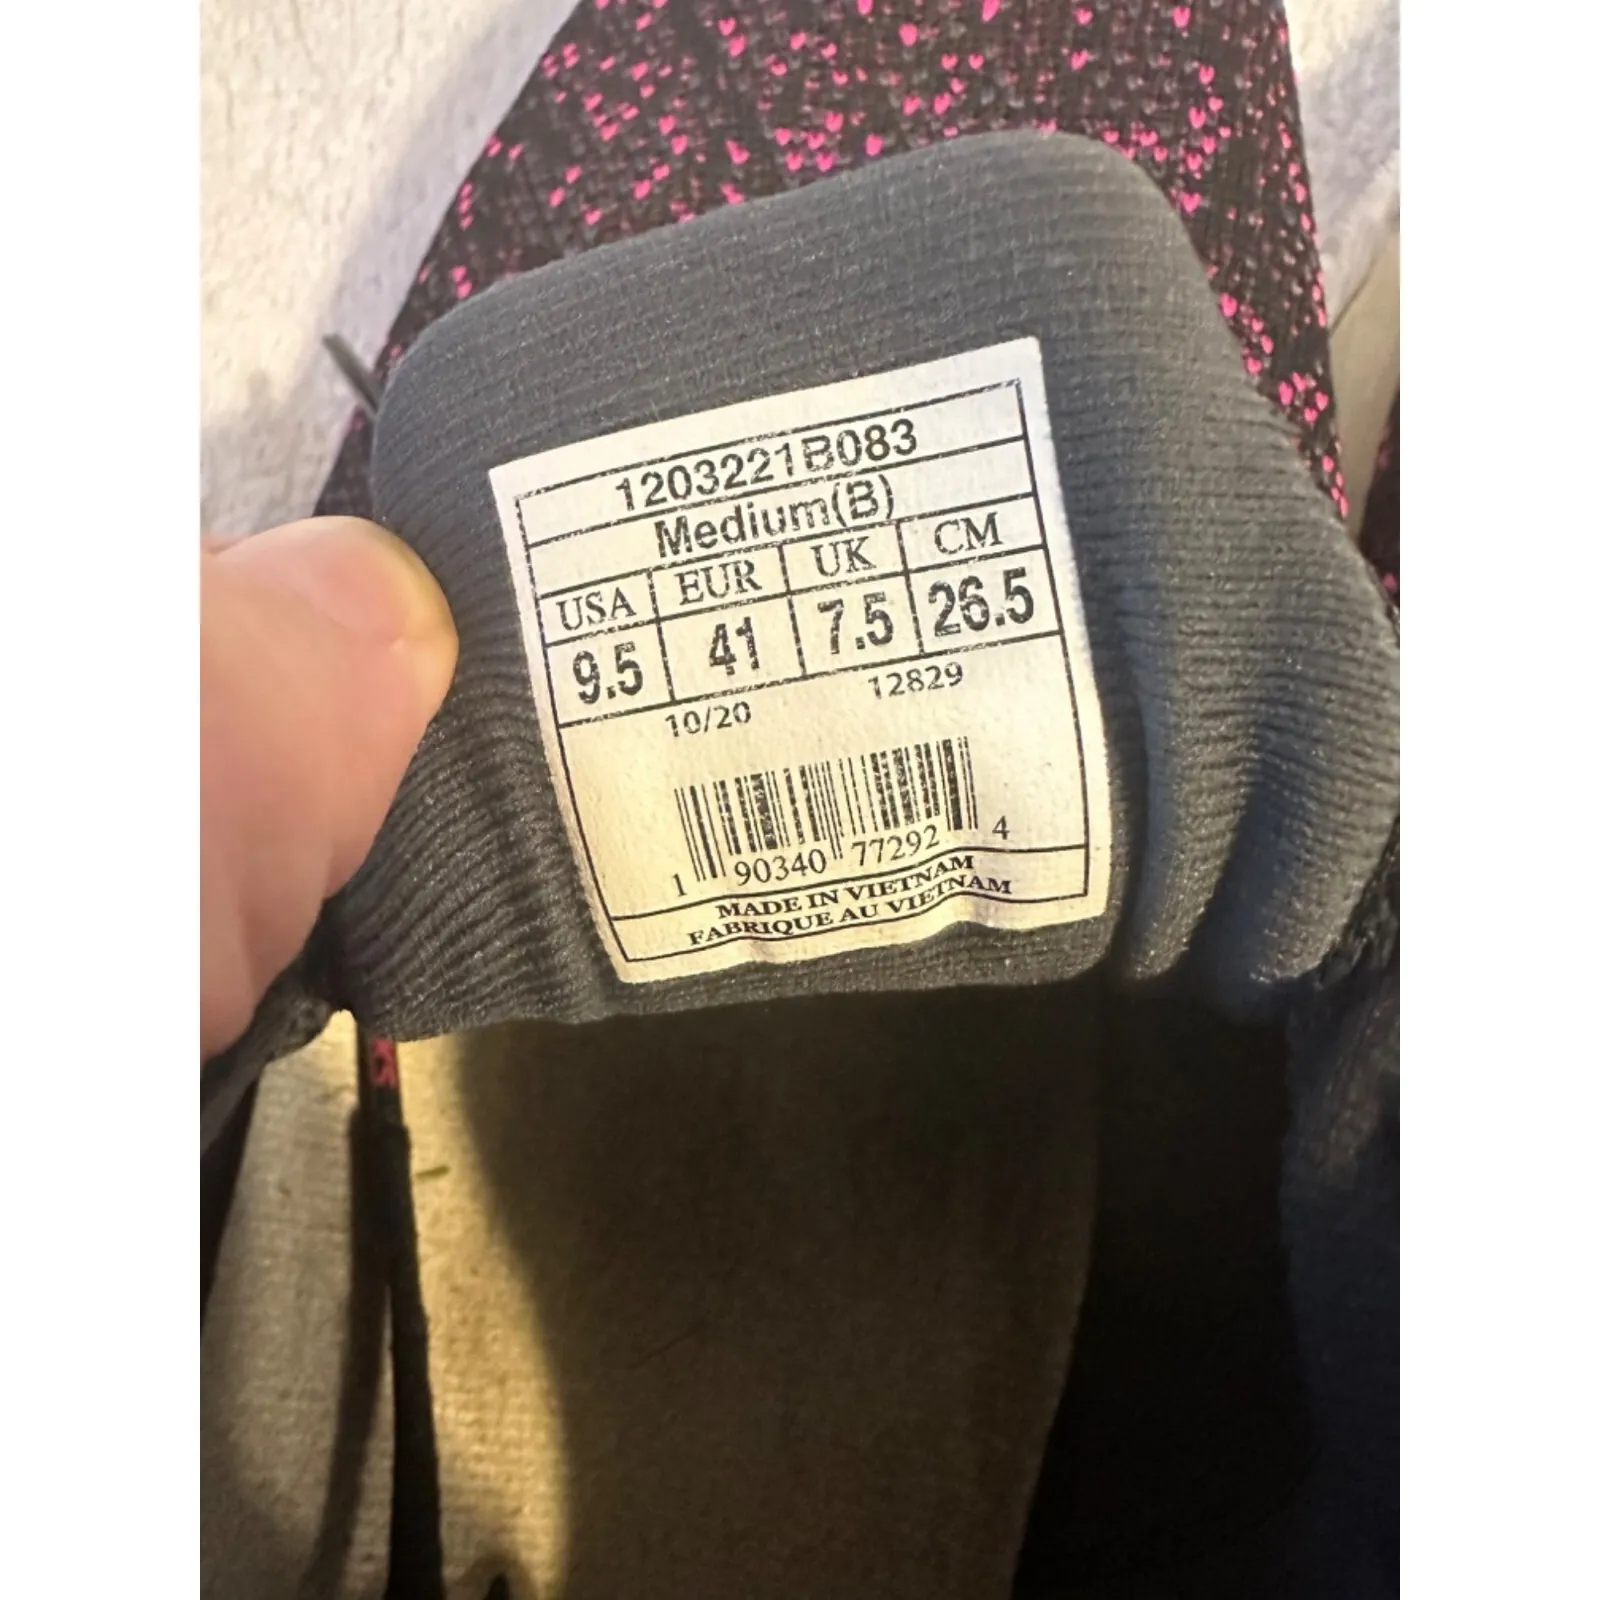 1203221B083
Medium(B)
USA EUR UK CM
9.5 41 7.5 26.5
10/20 12829
1 90340 77292 4
MADE IN VIETNAM
FABRIQUE AU VIETNAM